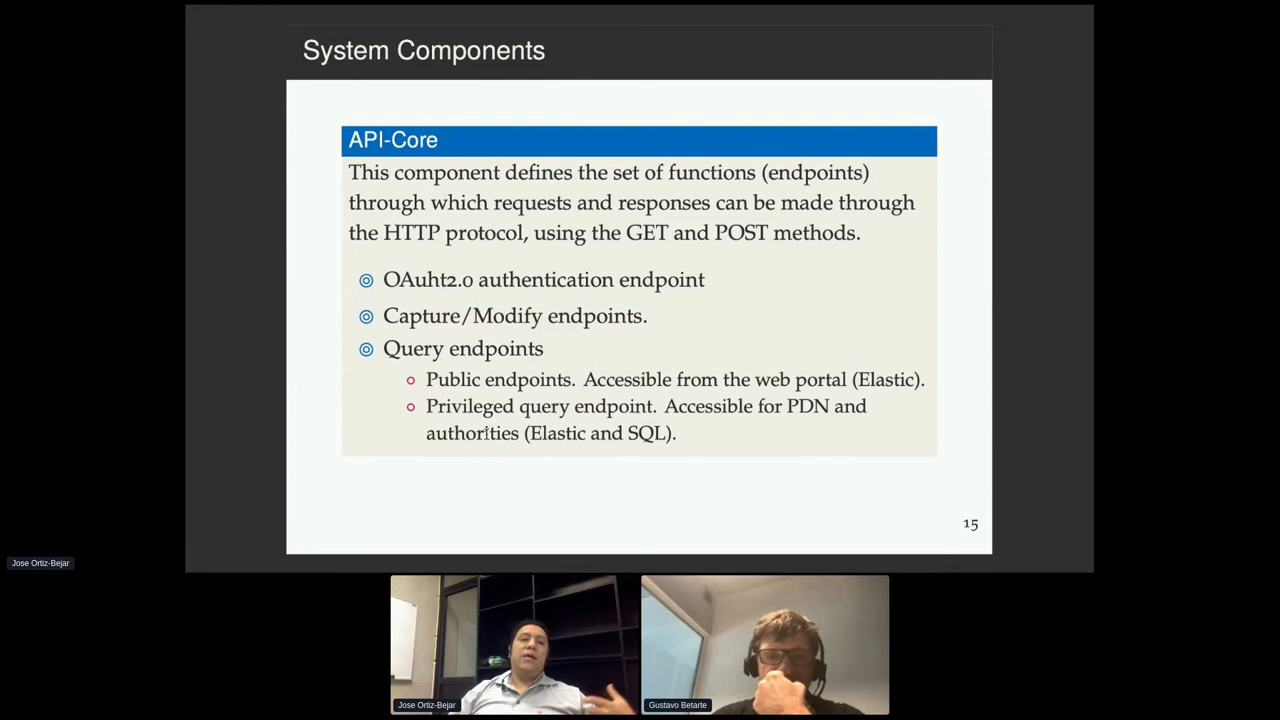 System Components
API-Core
This component defines the set of functions (endpoints)
through which requests and responses can be made through
the HTTP protocol, using the GET and POST methods.
OAuht2.0 authentication endpoint
Capture/Modify endpoints.
Query endpoints
Public endpoints. Accessible from the web portal (Elastic).
Privileged query endpoint. Accessible for PDN and
authorities (Elastic and SQL).
15
Jose Ortiz-Bejar
Jose Ortiz-Bejar
Gustavo Betarte